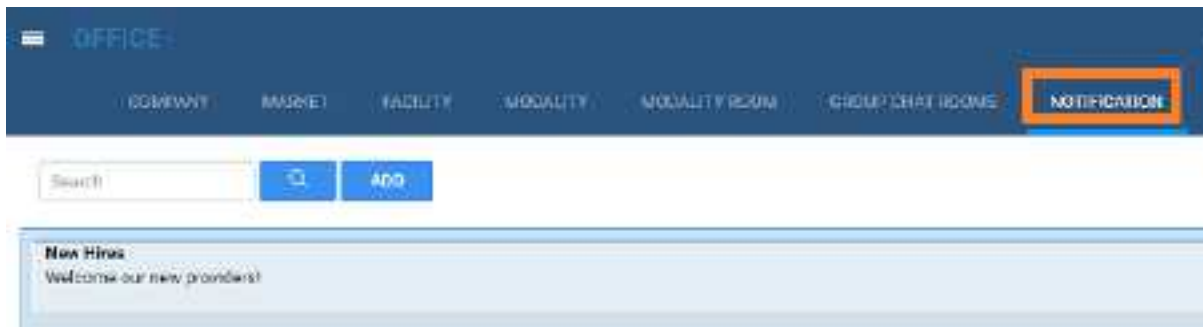 OFFICE
COMPANY MARKET FACILITY MODALITY MODALITY ROOM GROUP CHAT ROOMS NOTIFICATION
Search ADD
New Hires
Welcome our new providers!